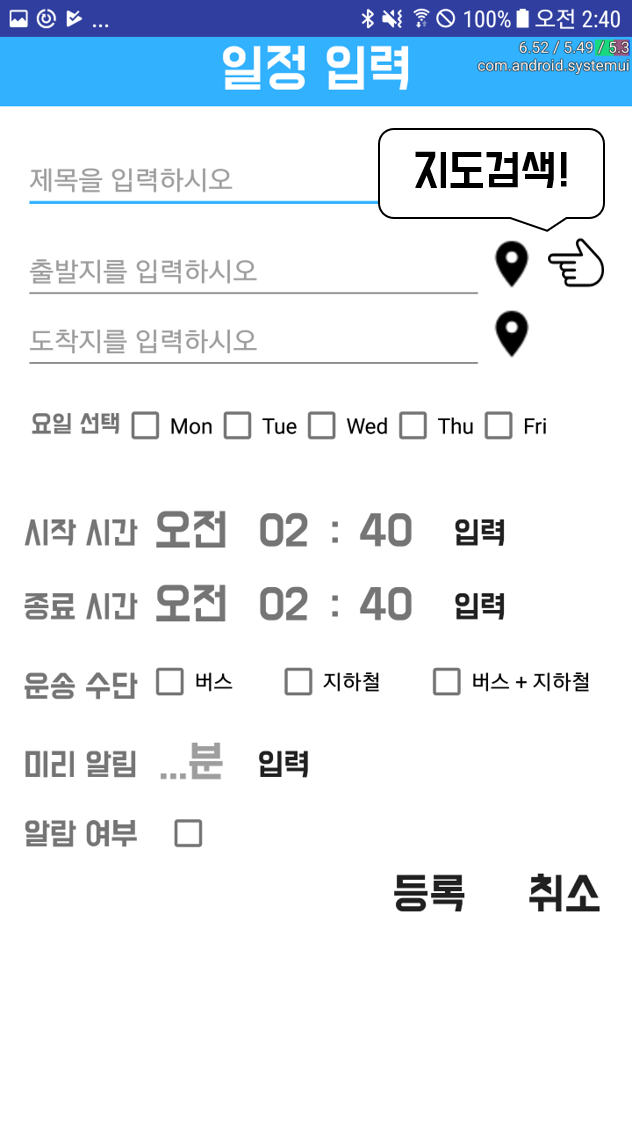 ... 100% 오전 2:40
6.52 / 5.49 / 5.3
com.android.systemui
일정 입력
지도검색!
제목을 입력하시오
출발지를 입력하시오
도착지를 입력하시오
요일 선택 Mon Tue Wed Thu Fri
시작 시간 오전 02 : 40 입력
종료 시간 오전 02 : 40 입력
운송 수단 버스 지하철 버스 + 지하철
미리 알림 ...분 입력
알람 여부
등록 취소